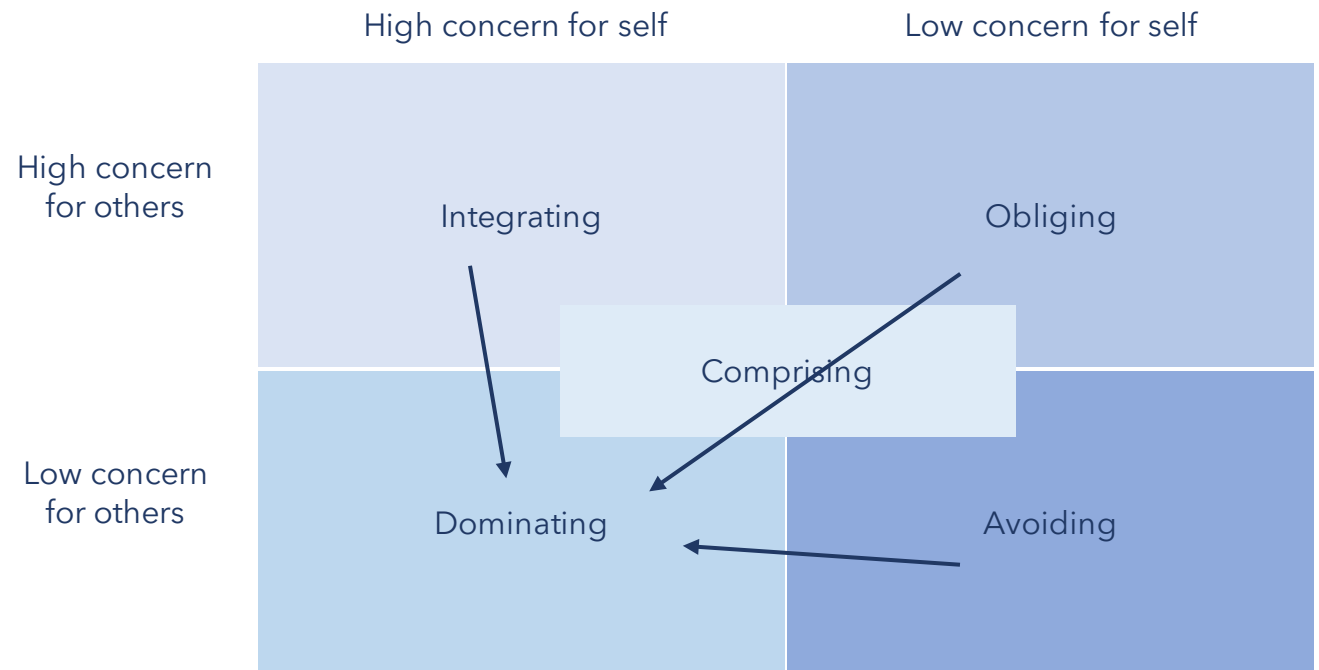 High concern for self
Low concern for self
High concern
for others
Integrating
Obliging
Comprising
Low concern
for others
Dominating
Avoiding